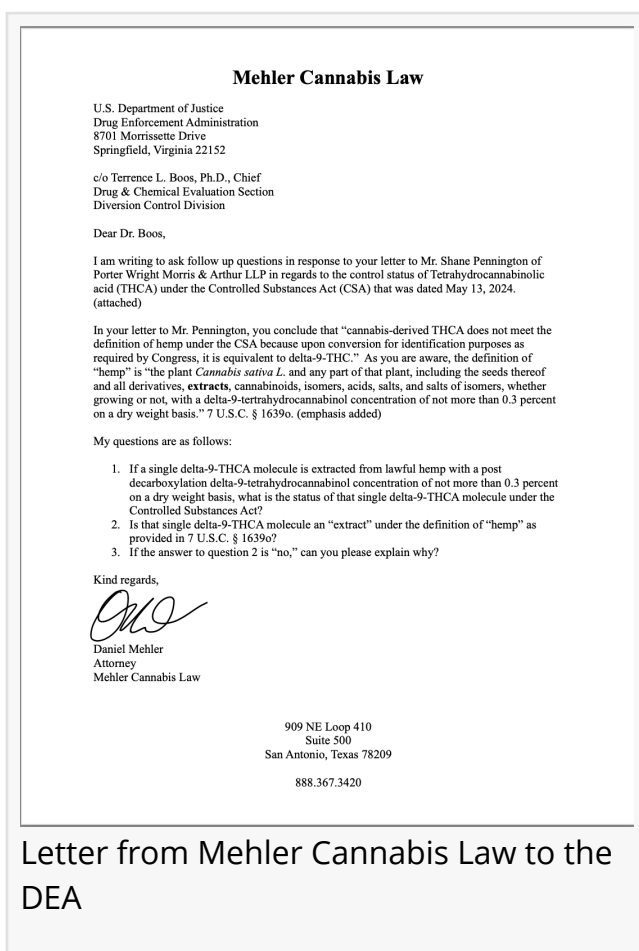 Mehler Cannabis Law
U.S. Department of Justice
Drug Enforcement Administration
8701 Morrissette Drive
Springfield, Virginia 22152
c/o Terrence L. Boos, Ph.D., Chief
Drug & Chemical Evaluation Section
Diversion Control Division
Dear Dr. Boos,
I am writing to ask follow up questions in response to your letter to Mr. Shane Pennington of
Porter Wright Morris & Arthur LLP in regards to the control status of Tetrahydrocannabinolic
acid (THCA) under the Controlled Substances Act (CSA) that was dated May 13, 2024.
(attached)
In your letter to Mr. Pennington, you conclude that “cannabis-derived THCA does not meet the
definition of hemp under the CSA because upon conversion for identification purposes as
required by Congress, it is equivalent to delta-9-THC.” As you are aware, the definition of
“hemp” is “the plant Cannabis sativa L. and any part of that plant, including the seeds thereof
and all derivatives, extracts, cannabinoids, isomers, acids, salts, and salts of isomers, whether
growing or not, with a delta-9-tertrahydrocannabinol concentration of not more than 0.3 percent
on a dry weight basis.” 7 U.S.C. § 1639o. (emphasis added)
My questions are as follows:
1. If a single delta-9-THCA molecule is extracted from lawful hemp with a post
decarboxylation delta-9-tetrahydrocannabinol concentration of not more than 0.3 percent
on a dry weight basis, what is the status of that single delta-9-THCA molecule under the
Controlled Substances Act?
2. Is that single delta-9-THCA molecule an “extract” under the definition of “hemp” as
provided in 7 U.S.C. § 1639o?
3. If the answer to question 2 is “no,” can you please explain why?
Kind regards,
Daniel Mehler
Attorney
Mehler Cannabis Law
909 NE Loop 410
Suite 500
San Antonio, Texas 78209
888.367.3420
Letter from Mehler Cannabis Law to the
DEA